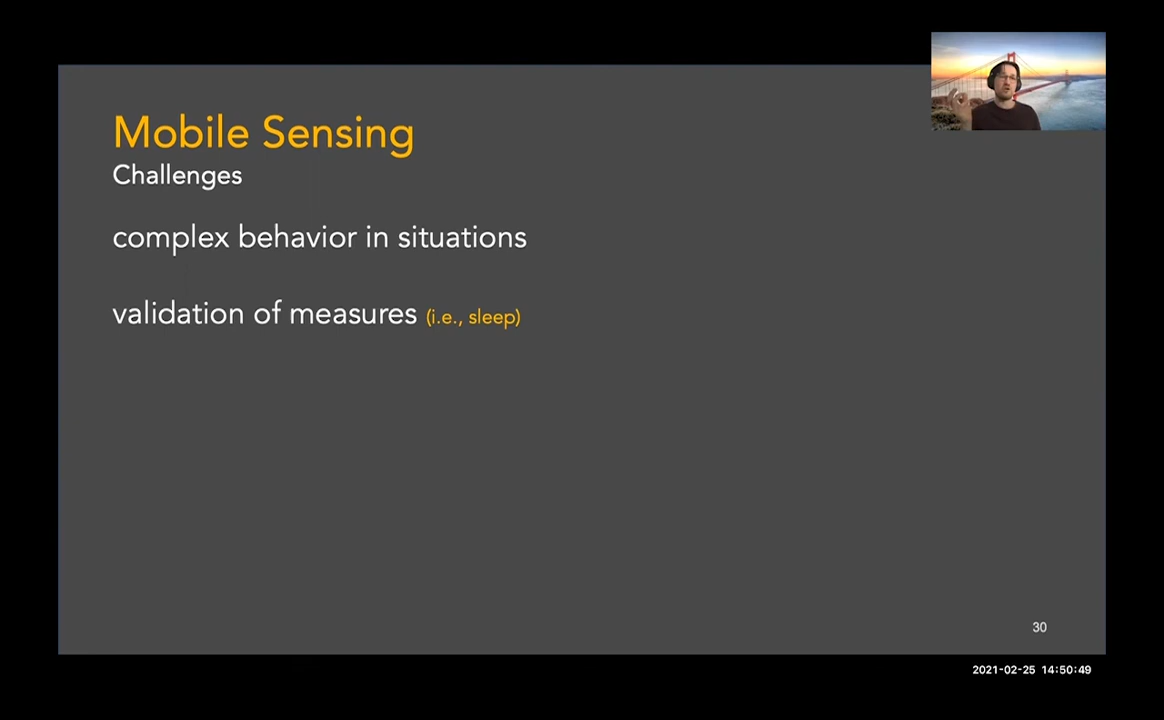 Mobile Sensing
Challenges
complex behavior in situations
validation of measures (i.e., sleep)
30
2021-02-25 14:50:49